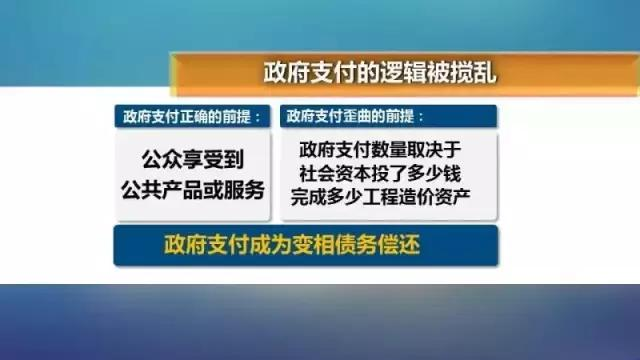 政府支付的逻辑被搅乱
政府支付正确的前提：
公众享受到
公共产品或服务
政府支付歪曲的前提：
政府支付数量取决于
社会资本投了多少钱
完成多少工程造价资产
政府支付成为变相债务偿还